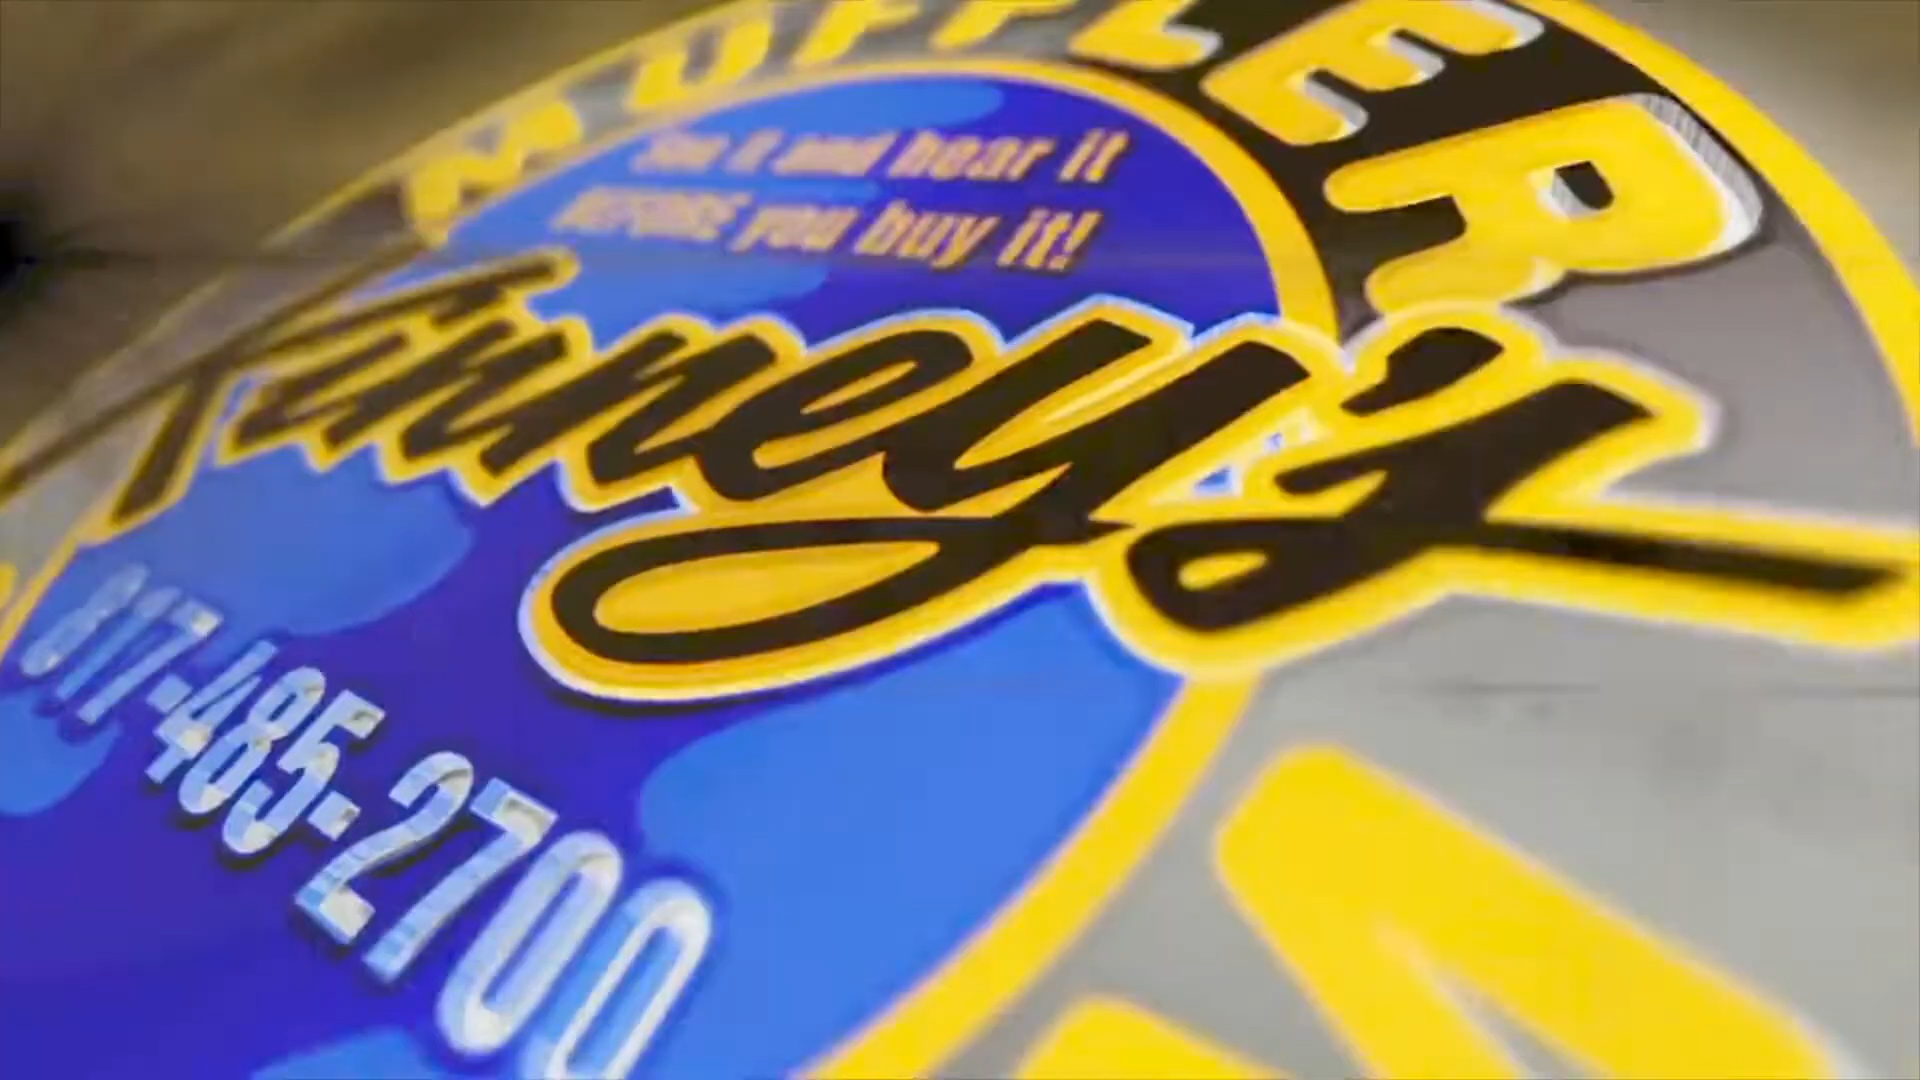 MUFFLER
See it and hear it
BEFORE you buy it!
Kinney's
817-485-2700